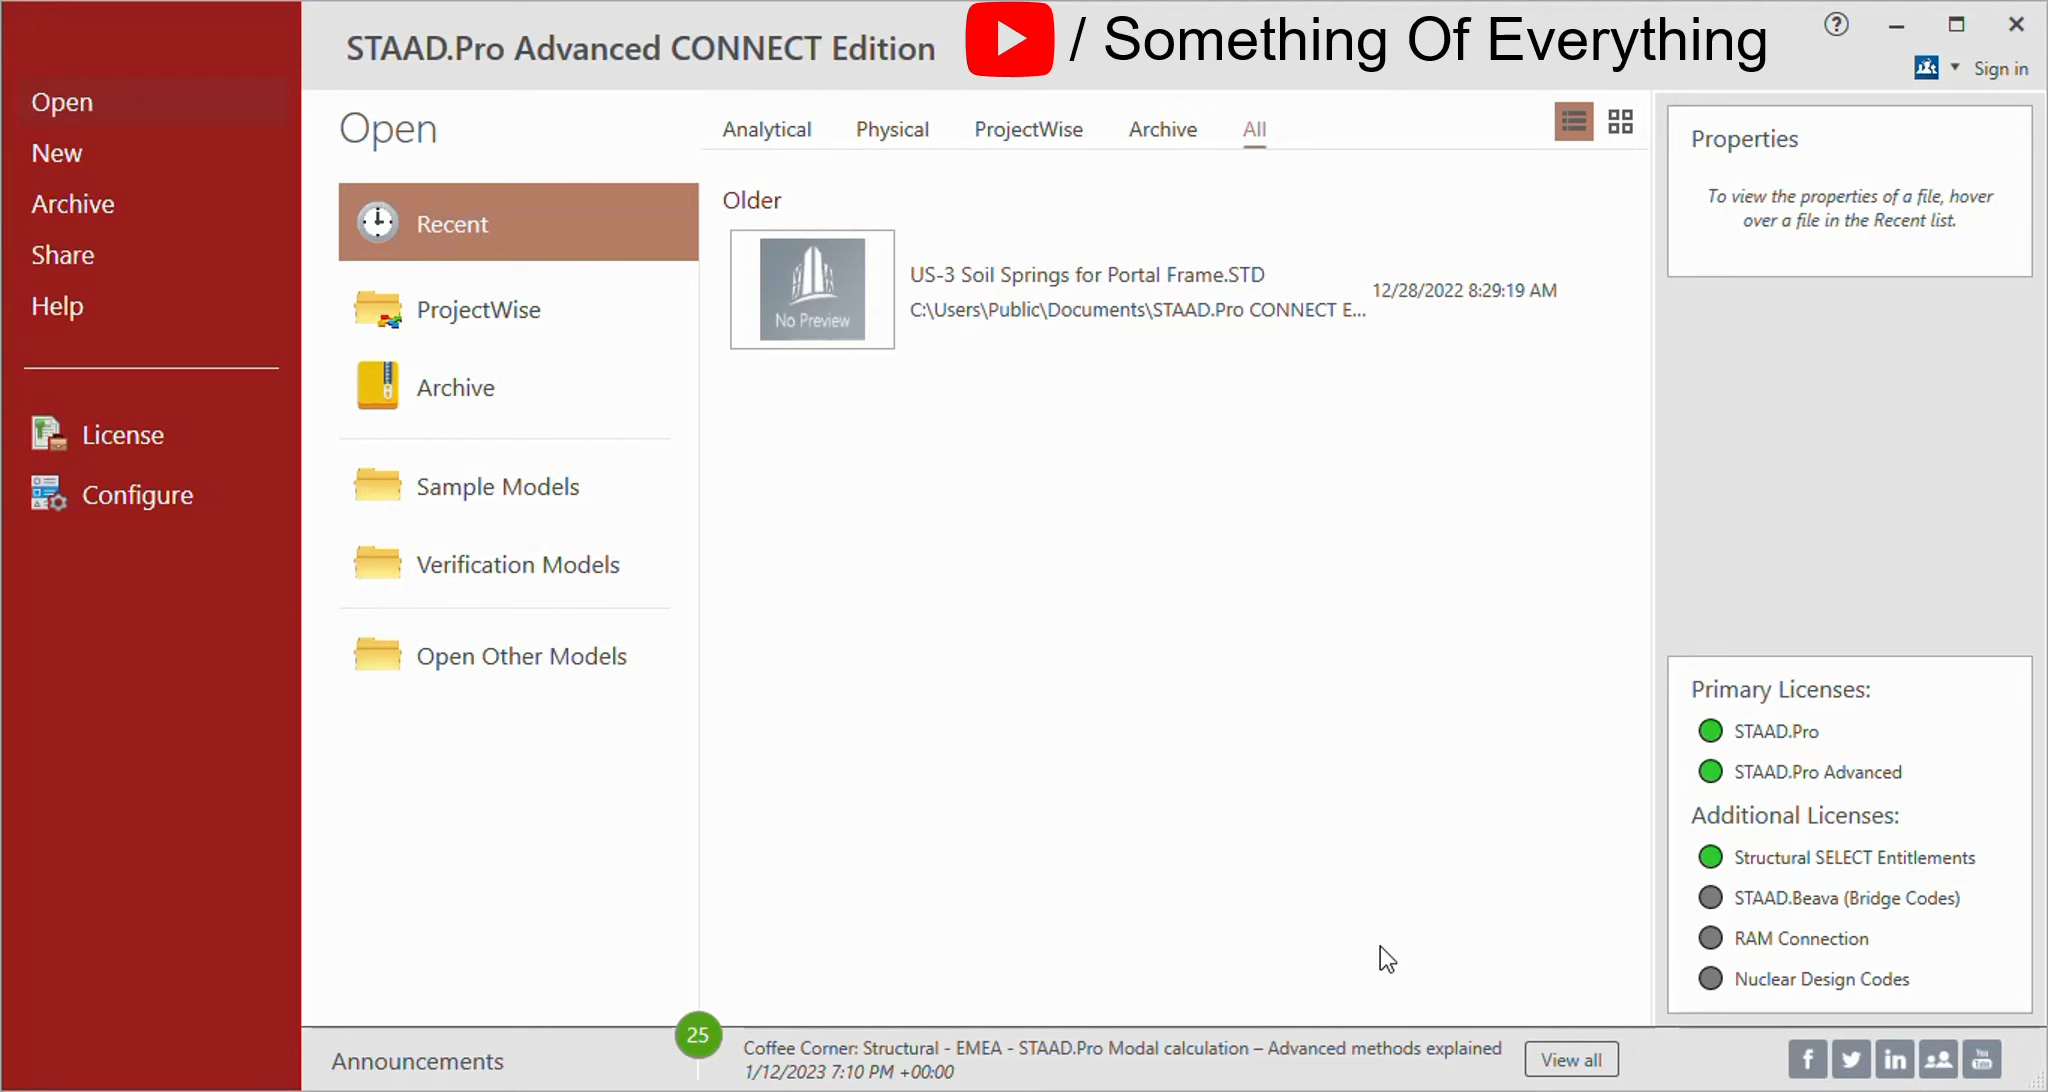 STAAD.Pro Advanced CONNECT Edition
/ Something Of Everything
Sign in
Open
New
Archive
Share
Help
License
Configure
Open
Recent
ProjectWise
Archive
Sample Models
Verification Models
Open Other Models
Analytical
Physical
ProjectWise
Archive
All
Older
No Preview
US-3 Soil Springs for Portal Frame.STD
C:\Users\Public\Documents\STAAD.Pro CONNECT E...
12/28/2022 8:29:19 AM
Properties
To view the properties of a file, hover
over a file in the Recent list.
Primary Licenses:
STAAD.Pro
STAAD.Pro Advanced
Additional Licenses:
Structural SELECT Entitlements
STAAD.Beava (Bridge Codes)
RAM Connection
Nuclear Design Codes
Announcements
25
Coffee Corner: Structural - EMEA - STAAD.Pro Modal calculation – Advanced methods explained
1/12/2023 7:10 PM +00:00
View all
You
Tube